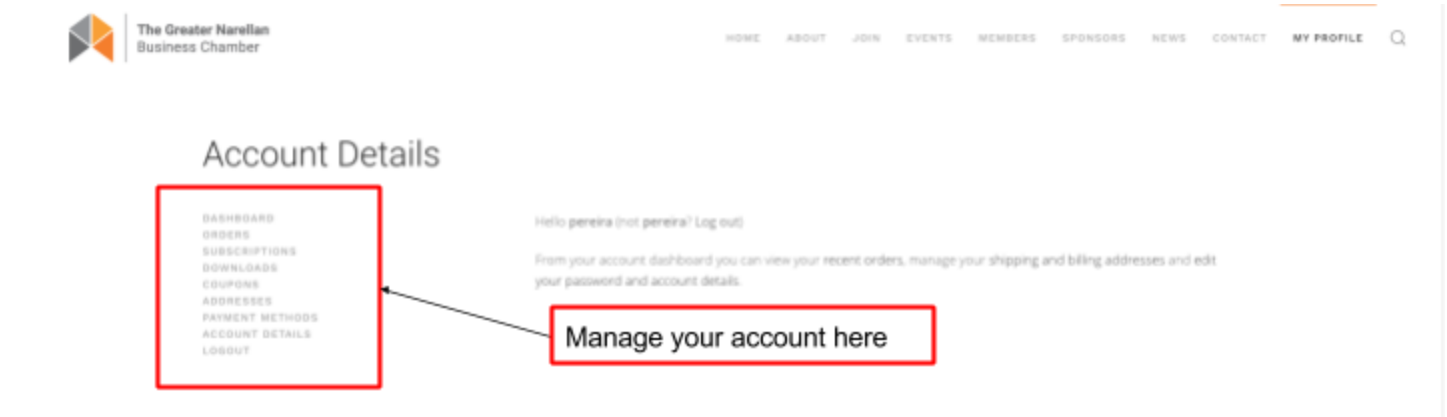 The Greater Narellan
Business Chamber
HOME ABOUT JOIN EVENTS MEMBERS SPONSORS NEWS CONTACT MY PROFILE
Account Details
DASHBOARD
ORDERS
SUBSCRIPTIONS
DOWNLOADS
COUPONS
ADDRESSES
PAYMENT METHODS
ACCOUNT DETAILS
LOGOUT
Hello pereira (not pereira? Log out)
From your account dashboard you can view your recent orders, manage your shipping and billing addresses and edit
your password and account details.
Manage your account here